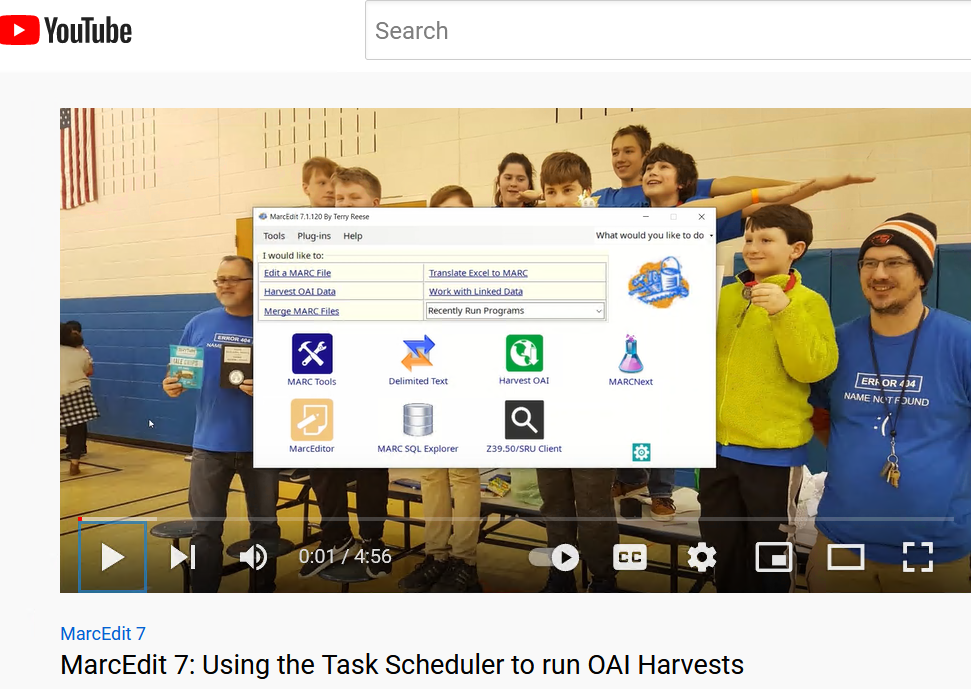 YouTube
Search
MarcEdit 7.1.120 By Terry Reese
Tools Plug-ins Help
What would you like to do
I would like to:
Edit a MARC File Translate Excel to MARC
Harvest OAI Data Work with Linked Data
Merge MARC Files Recently Run Programs
MARC Tools Delimited Text Harvest OAI MARCNext
MarcEditor MARC SQL Explorer Z39.50/SRU Client
ERROR 404
NAME
ERROR 404
NAME NOT FOUND
:(
0:01 / 4:56
CC
MarcEdit 7
MarcEdit 7: Using the Task Scheduler to run OAI Harvests